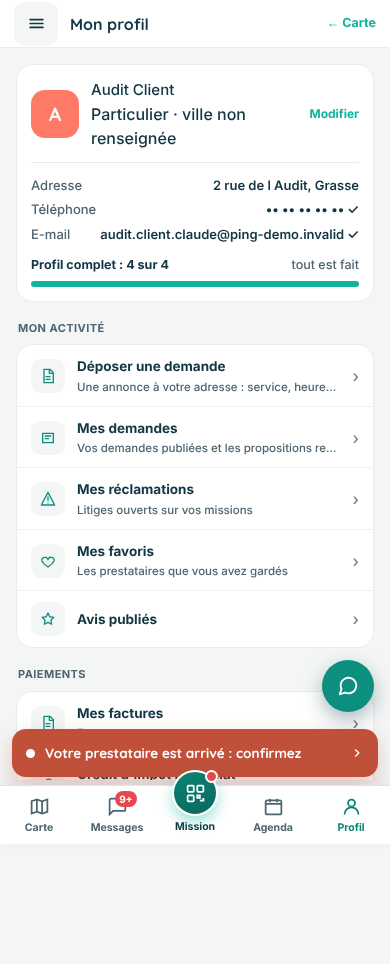 Mon profil
← Carte
A
Audit Client
Particulier · ville non
renseignée
Modifier
Adresse
2 rue de l Audit, Grasse
Téléphone
•• •• •• •• •• ✓
E-mail
audit.client.claude@ping-demo.invalid ✓
Profil complet : 4 sur 4
tout est fait
MON ACTIVITÉ
Déposer une demande
Une annonce à votre adresse : service, heure...
Mes demandes
Vos demandes publiées et les propositions re...
Mes réclamations
Litiges ouverts sur vos missions
Mes favoris
Les prestataires que vous avez gardés
Avis publiés
PAIEMENTS
Mes factures
Votre prestataire est arrivé : confirmez
Carte
9+
Messages
Mission
Agenda
Profil